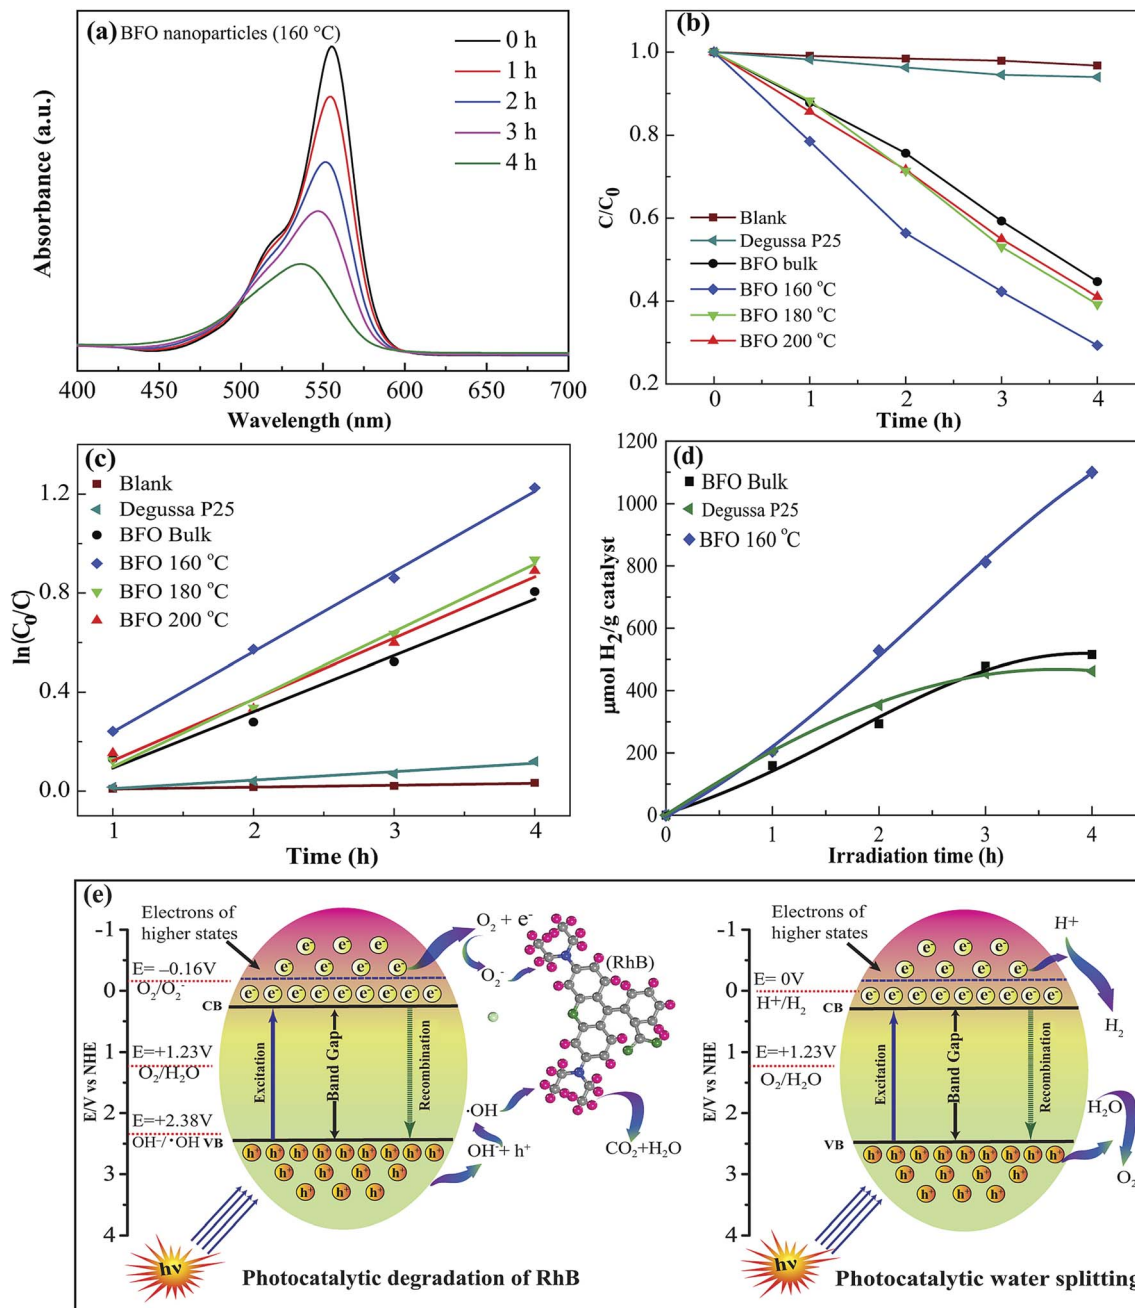 (a) BFO nanoparticles (160 °C)
0 h
1 h
2 h
3 h
4 h
Absorbance (a.u.)
400 450 500 550 600 650 700
Wavelength (nm)
(b)
1.0
0.8
0.6
0.4
0.2
C/C₀
Blank
Degussa P25
BFO bulk
BFO 160 °C
BFO 180 °C
BFO 200 °C
0 1 2 3 4
Time (h)
(c)
Blank
Degussa P25
BFO Bulk
BFO 160 °C
BFO 180 °C
BFO 200 °C
1.2
0.8
0.4
0.0
ln(C₀/C)
1 2 3 4
Time (h)
(d)
BFO Bulk
Degussa P25
BFO 160 °C
1200
1000
800
600
400
200
0
μmol H₂/g catalyst
0 1 2 3 4
Irradiation time (h)
(e)
Electrons of
higher states
-1
0
1
2
3
4
E/V vs NHE
E= –0.16V
O₂/O₂⁻
CB
E=+1.23V
O₂/H₂O
E=+2.38V
OH⁻/•OH VB
e⁻ e⁻ e⁻
e⁻ e⁻ e⁻ e⁻
e⁻ e⁻ e⁻ e⁻ e⁻ e⁻ e⁻ e⁻ e⁻
Excitation
Band Gap
Recombination
h⁺ h⁺ h⁺ h⁺ h⁺ h⁺ h⁺ h⁺ h⁺
h⁺ h⁺ h⁺ h⁺ h⁺
h⁺ h⁺ h⁺
O₂ + e⁻
O₂⁻
(RhB)
N
N
·OH
OH⁻ + h⁺
CO₂+H₂O
hν
Photocatalytic degradation of RhB
Electrons of
higher states
-1
0
1
2
3
4
E/V vs NHE
E= 0V
H⁺/H₂
CB
E=+1.23V
O₂/H₂O
VB
e⁻ e⁻ e⁻
e⁻ e⁻ e⁻ e⁻
e⁻ e⁻ e⁻ e⁻ e⁻ e⁻ e⁻ e⁻
Excitation
Band Gap
Recombination
h⁺ h⁺ h⁺ h⁺ h⁺ h⁺ h⁺ h⁺ h⁺
h⁺ h⁺ h⁺ h⁺ h⁺
h⁺ h⁺ h⁺
H⁺
H₂
H₂O
O₂
hν
Photocatalytic water splitting